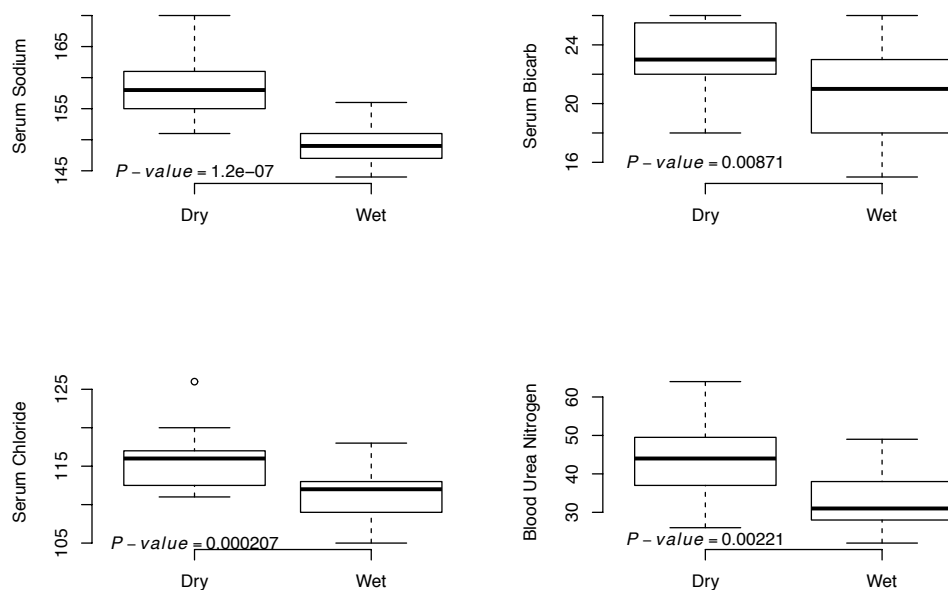 Serum Sodium
165
155
145
P − value = 1.2e−07
Dry
Wet
Serum Bicarb
24
20
16
P − value = 0.00871
Dry
Wet
Serum Chloride
125
115
105
P − value = 0.000207
Dry
Wet
Blood Urea Nitrogen
60
50
40
30
P − value = 0.00221
Dry
Wet